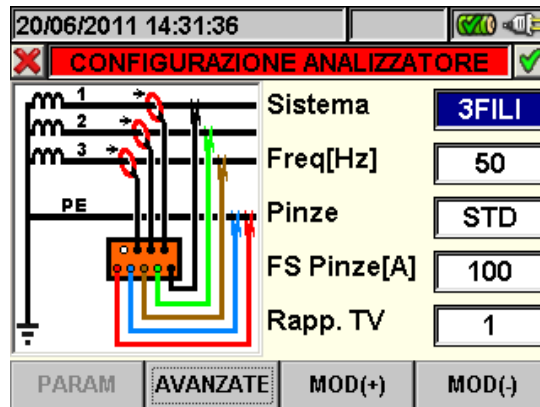 20/06/2011 14:31:36
CONFIGURAZIONE ANALIZZATORE
1
2
3
PE
Sistema 3FILI
Freq[Hz] 50
Pinze STD
FS Pinze[A] 100
Rapp. TV 1
PARAM AVANZATE MOD(+) MOD(-)